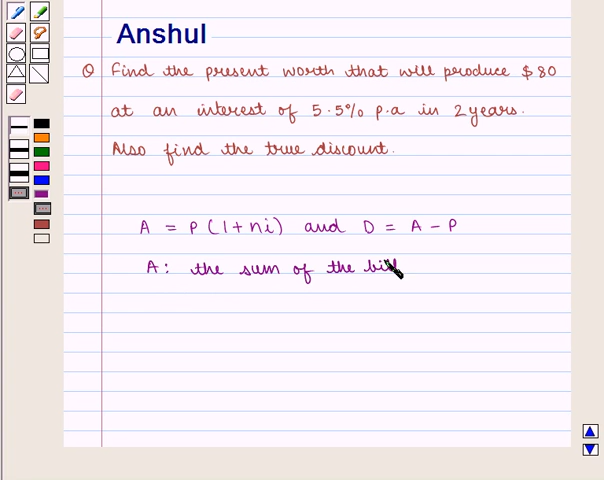 Anshul
Q Find the present worth that will produce $80
at an interest of 5.5% p.a in 2 years.
Also find the true discount.
A = P (1 + ni) and D = A - P
A: the sum of the bill